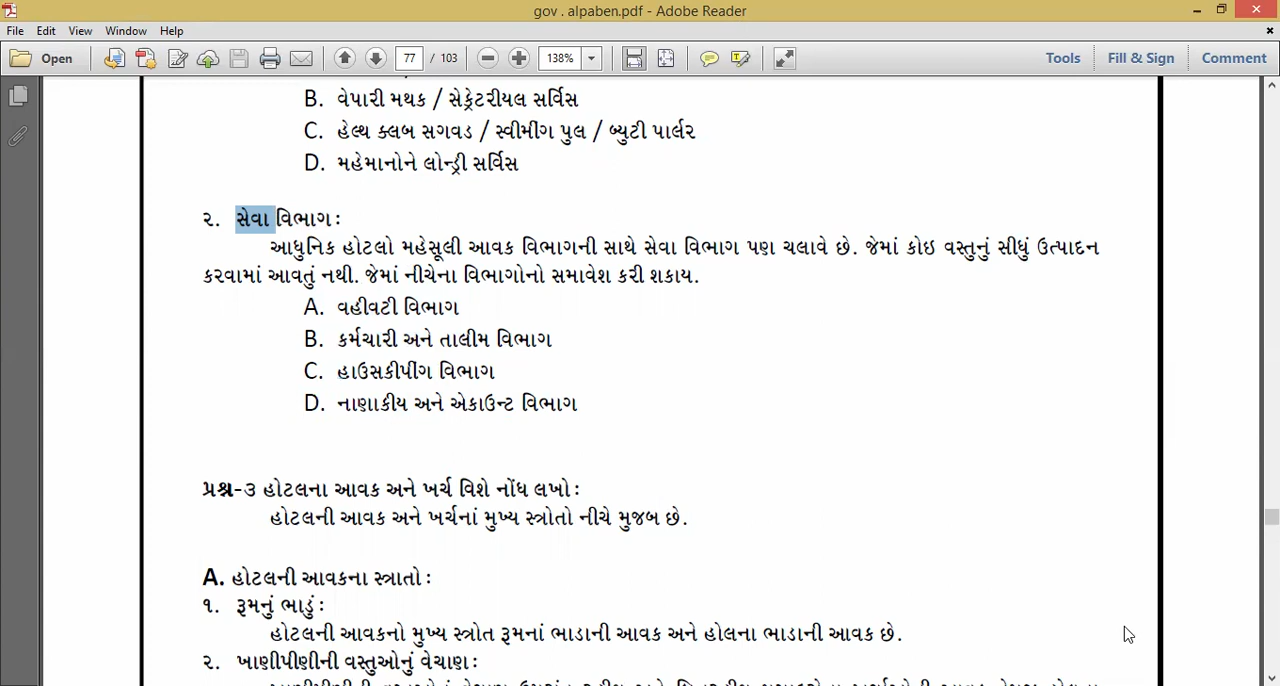 gov . alpaben.pdf - Adobe Reader
File Edit View Window Help
Open 77 / 103 138% Tools Fill & Sign Comment
B. વેપારી મથક / સેક્રેટરીયલ સર્વિસ
C. હેલ્થ ક્લબ સગવડ / સ્વીમીંગ પુલ / બ્યુટી પાર્લર
D. મહેમાનોને લોન્ડ્રી સર્વિસ
૨. સેવા વિભાગ:
આધુનિક હોટલો મહેસૂલી આવક વિભાગની સાથે સેવા વિભાગ પણ ચલાવે છે. જેમાં કોઇ વસ્તુનું સીધું ઉત્પાદન
કરવામાં આવતું નથી. જેમાં નીચેના વિભાગોનો સમાવેશ કરી શકાય.
A. વહીવટી વિભાગ
B. કર્મચારી અને તાલીમ વિભાગ
C. હાઉસકીપીંગ વિભાગ
D. નાણાકીય અને એકાઉન્ટ વિભાગ
પ્રશ્ન-૩ હોટલના આવક અને ખર્ચ વિશે નોંધ લખો:
હોટલની આવક અને ખર્ચનાં મુખ્ય સ્ત્રોતો નીચે મુજબ છે.
A. હોટલની આવકના સ્ત્રાતો:
૧. રૂમનું ભાડું:
હોટલની આવકનો મુખ્ય સ્ત્રોત રૂમનાં ભાડાની આવક અને હોલના ભાડાની આવક છે.
૨. ખાણીપીણીની વસ્તુઓનું વેચાણ: